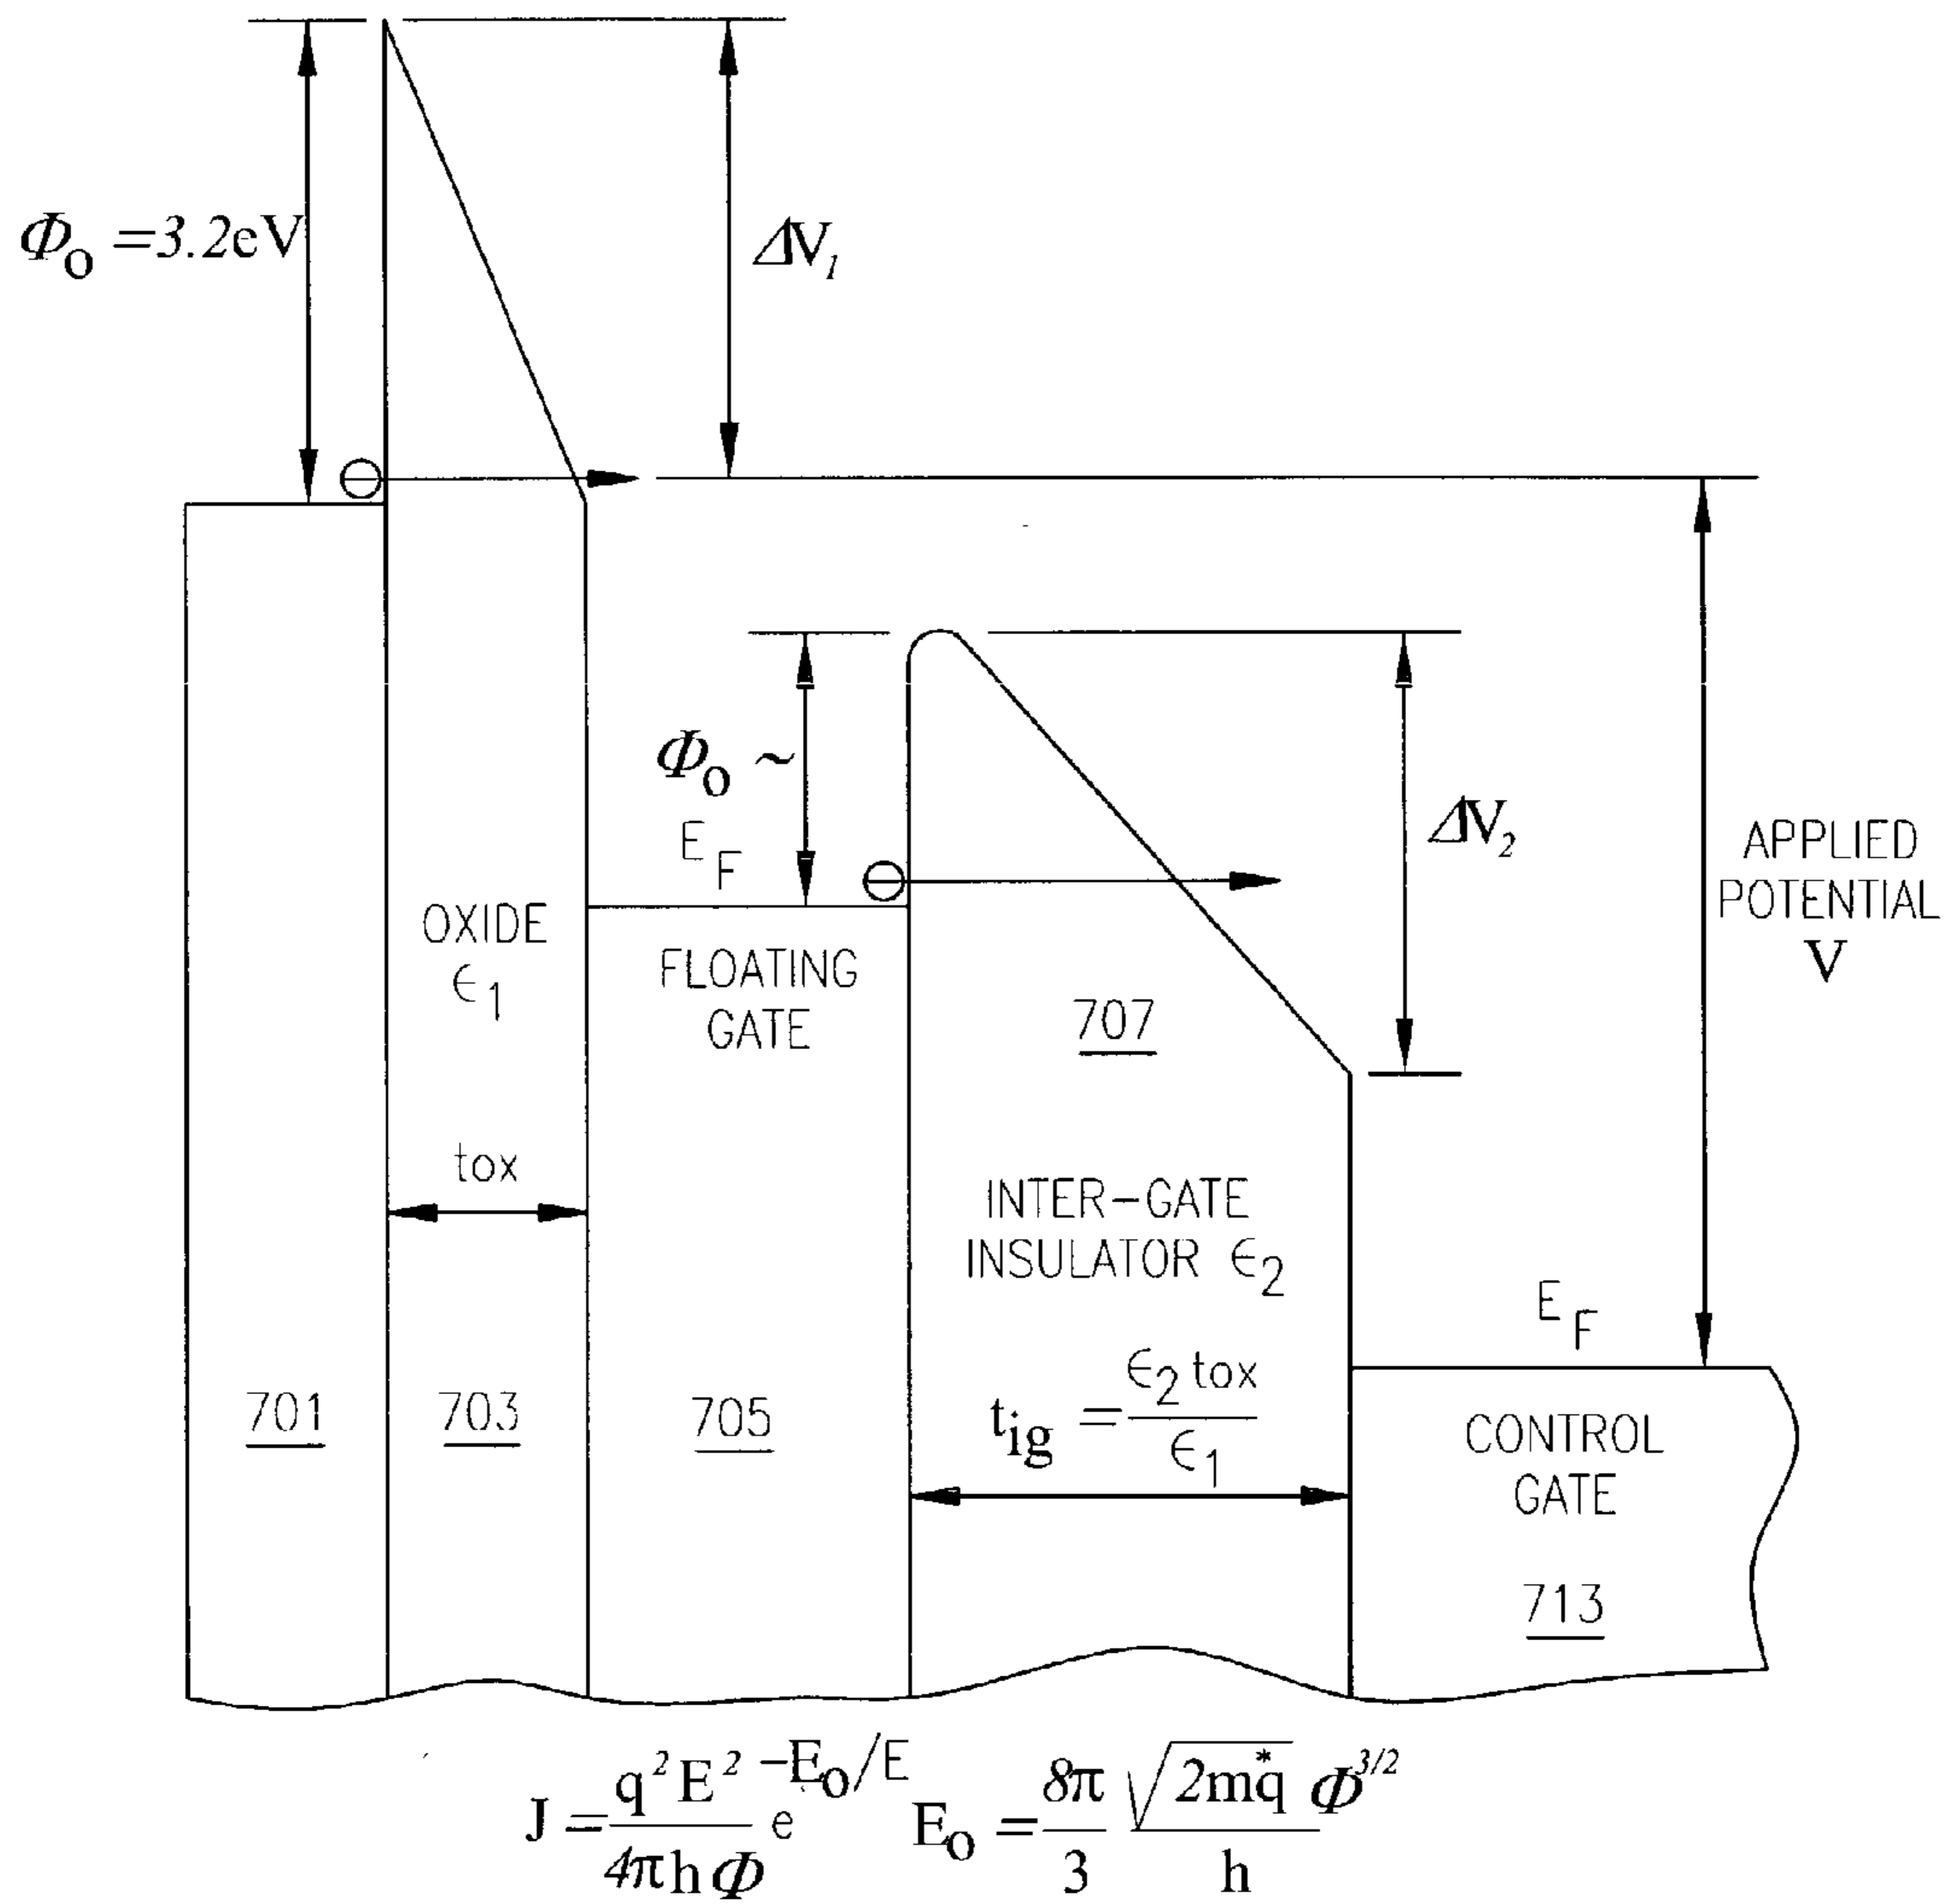 Φo =3.2eV
ΔV1
Φo ~
EF
ΔV2
APPLIED
POTENTIAL
V
OXIDE
ϵ1
FLOATING
GATE
707
tox
INTER-GATE
INSULATOR ϵ2
EF
tig = ϵ2 tox / ϵ1
701
703
705
CONTROL
GATE
713
J = q²E² / 4πhΦ e^–Eo/E Eo = 8π/3 √2m*q / h Φ^3/2